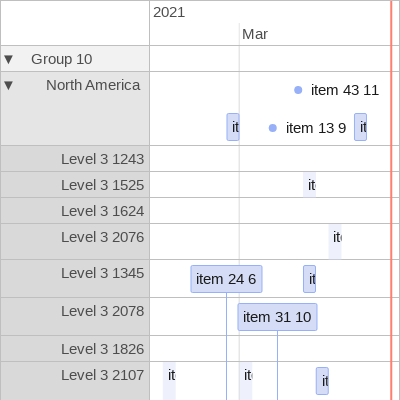 2021
Mar
▼ Group 10
▼ North America
item 43 11
it
item 13 9
it
Level 3 1243
Level 3 1525
it
Level 3 1624
Level 3 2076
it
Level 3 1345
item 24 6
it
Level 3 2078
item 31 10
Level 3 1826
Level 3 2107
it
it
it